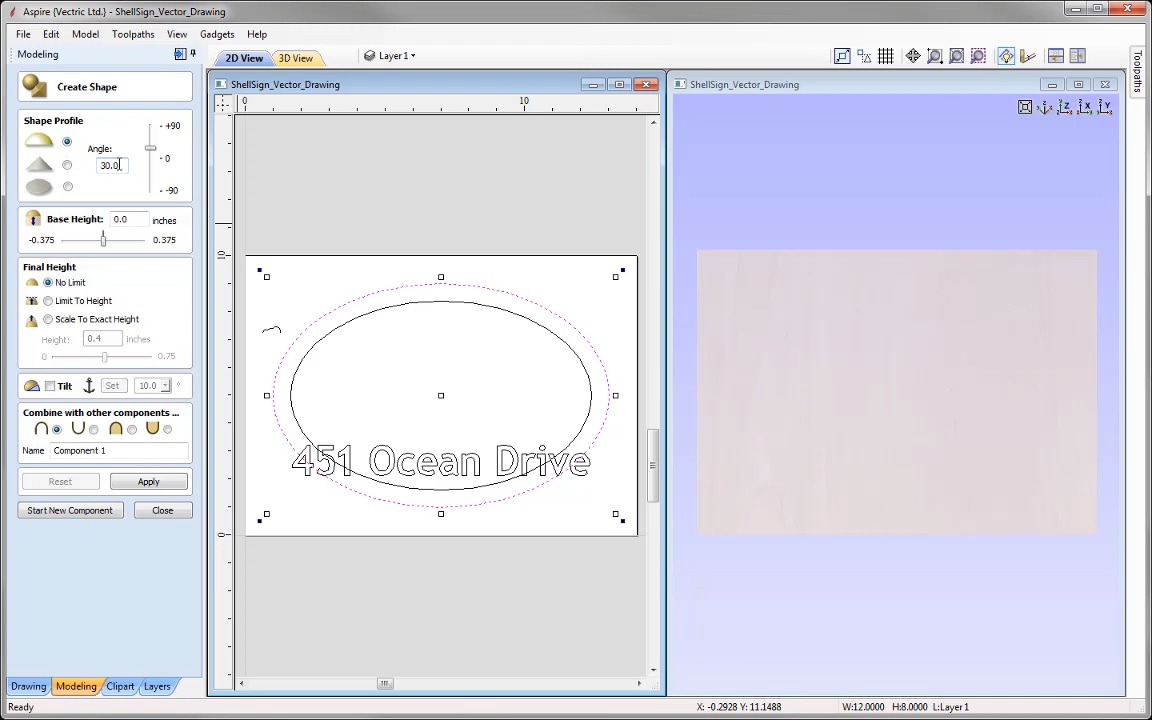 Aspire {Vectric Ltd.} - ShellSign_Vector_Drawing
File Edit Model Toolpaths View Gadgets Help
Modeling
2D View 3D View Layer1
Create Shape
Shape Profile
Angle:
30.0
- +90
- 0
- -90
Base Height: 0.0 inches
-0.375 0.375
Final Height
No Limit
Limit To Height
Scale To Exact Height
Height: 0.4 inches
0 0.75
Tilt Set 10.0 °
Combine with other components ...
Name Component 1
Reset Apply
Start New Component Close
Drawing Modeling Clipart Layers
ShellSign_Vector_Drawing
0 10
10
0
451 Ocean Drive
ShellSign_Vector_Drawing
Z Z X Y
Toolpaths
Ready X: -0.2928 Y: 11.1488 W:12.0000 H:8.0000 L:Layer 1